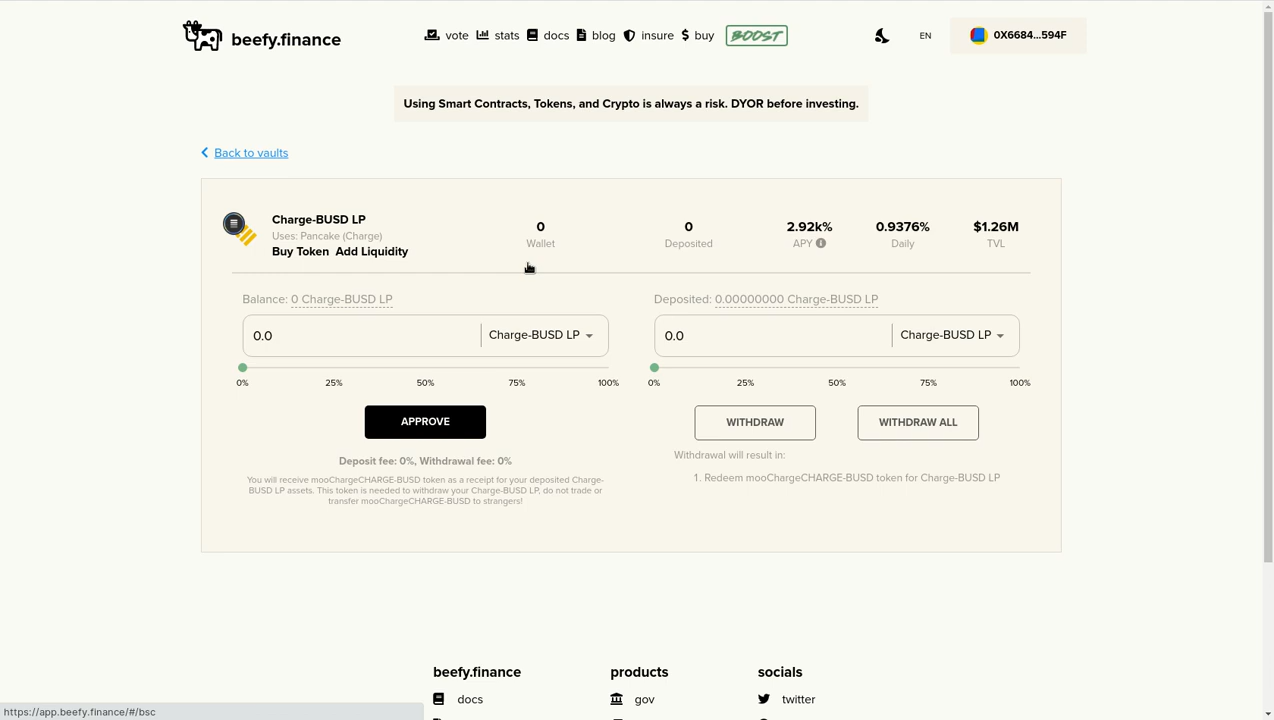 beefy.finance
vote stats docs blog insure buy BOOST
EN
0X6684...594F
Using Smart Contracts, Tokens, and Crypto is always a risk. DYOR before investing.
Back to vaults
Charge-BUSD LP
Uses: Pancake (Charge)
Buy Token Add Liquidity
0
Wallet
0
Deposited
2.92k%
APY
0.9376%
Daily
$1.26M
TVL
Balance: 0 Charge-BUSD LP
0.0 Charge-BUSD LP
0% 25% 50% 75% 100%
APPROVE
Deposit fee: 0%, Withdrawal fee: 0%
You will receive mooChargeCHARGE-BUSD token as a receipt for your deposited Charge-
BUSD LP assets. This token is needed to withdraw your Charge-BUSD LP, do not trade or
transfer mooChargeCHARGE-BUSD to strangers!
Deposited: 0.00000000 Charge-BUSD LP
0.0 Charge-BUSD LP
0% 25% 50% 75% 100%
WITHDRAW WITHDRAW ALL
Withdrawal will result in:
1. Redeem mooChargeCHARGE-BUSD token for Charge-BUSD LP
beefy.finance
docs
products
gov
socials
twitter
https://app.beefy.finance/#/bsc